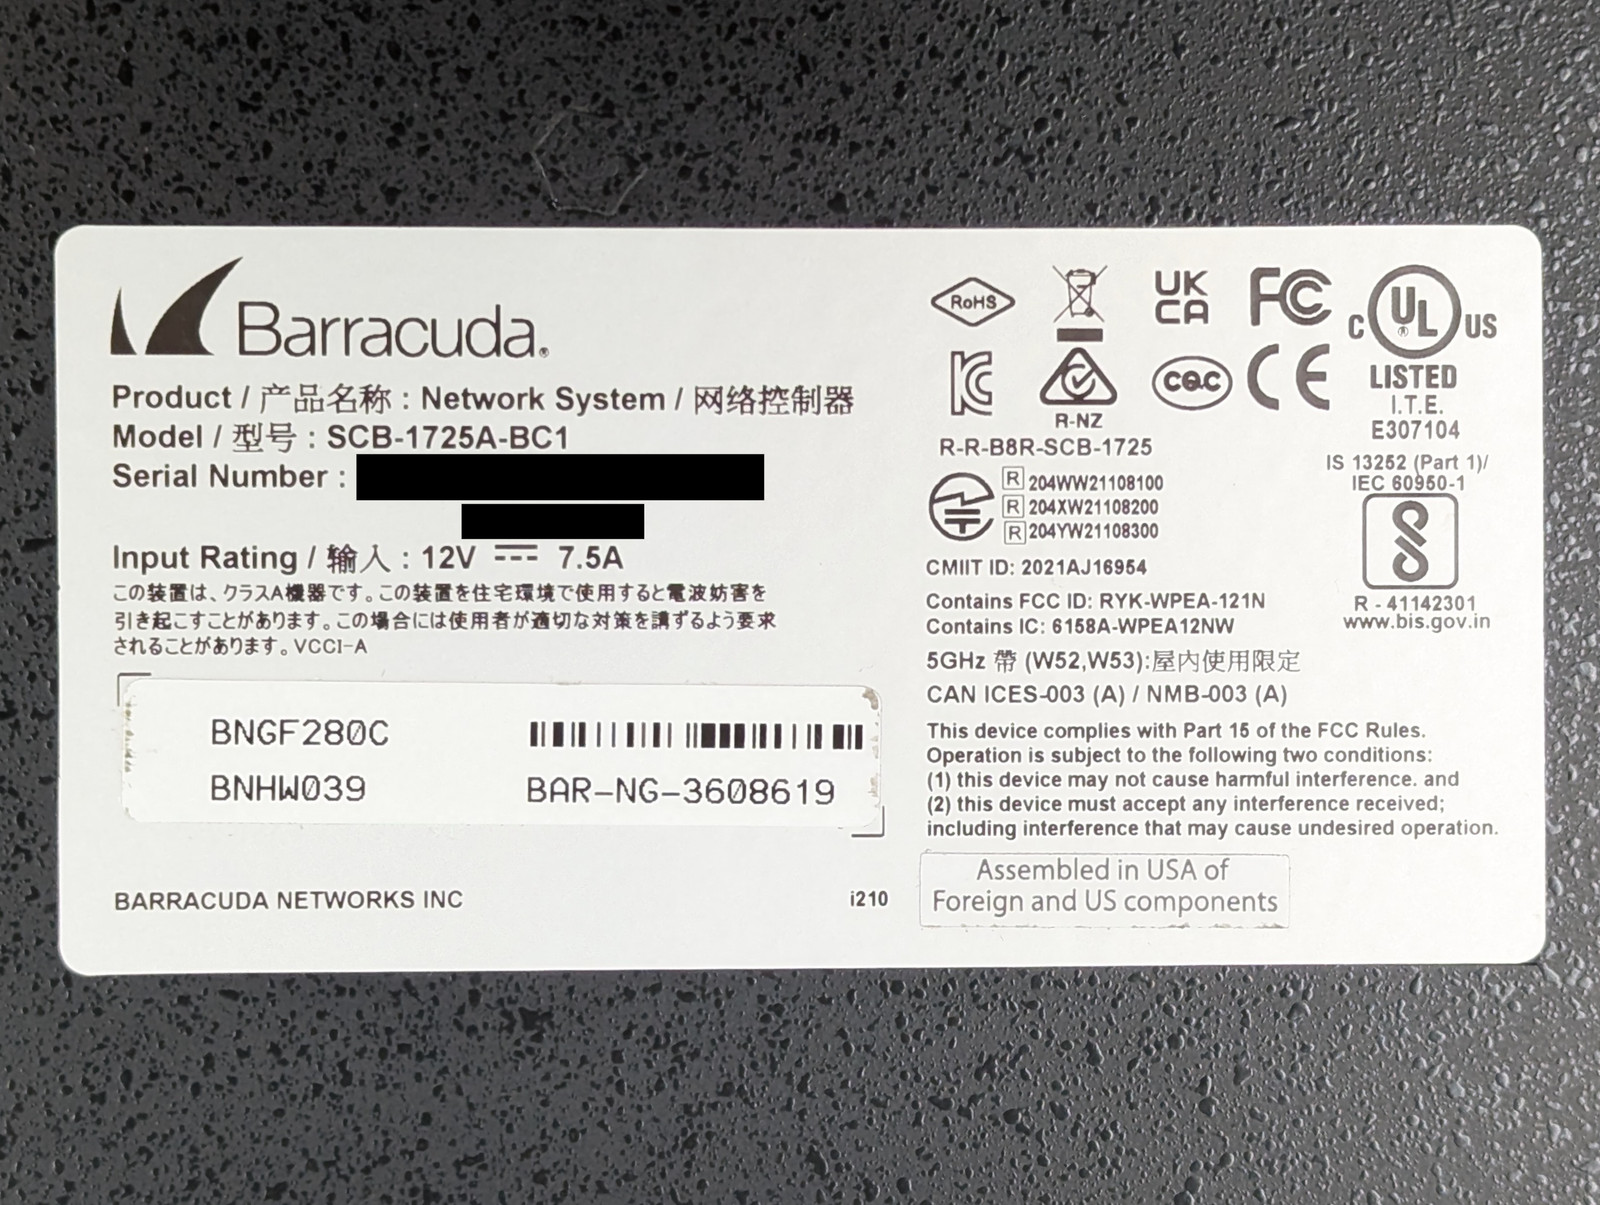 Barracuda®
Product / 产品名称 : Network System / 网络控制器
Model / 型号 : SCB-1725A-BC1
Serial Number :
Input Rating / 输入 : 12V ⎓ 7.5A
この装置は、クラスA機器です。この装置を住宅環境で使用すると電波妨害を
引き起こすことがあります。この場合には使用者が適切な対策を講ずるよう要求
されることがあります。VCCI-A
BNGF280C
BNHW039
BAR-NG-3608619
BARRACUDA NETWORKS INC
i210
RoHS
UK
CA
FC
C UL® US
LISTED
I.T.E.
E307104
KC
R-NZ
CQC
CE
R-R-B8R-SCB-1725
R 204WW21108100
R 204XW21108200
R 204YW21108300
IS 13252 (Part 1)/
IEC 60950-1
R - 41142301
www.bis.gov.in
CMIIT ID: 2021AJ16954
Contains FCC ID: RYK-WPEA-121N
Contains IC: 6158A-WPEA12NW
5GHz 帶 (W52,W53):屋內使用限定
CAN ICES-003 (A) / NMB-003 (A)
This device complies with Part 15 of the FCC Rules.
Operation is subject to the following two conditions:
(1) this device may not cause harmful interference. and
(2) this device must accept any interference received;
including interference that may cause undesired operation.
Assembled in USA of
Foreign and US components